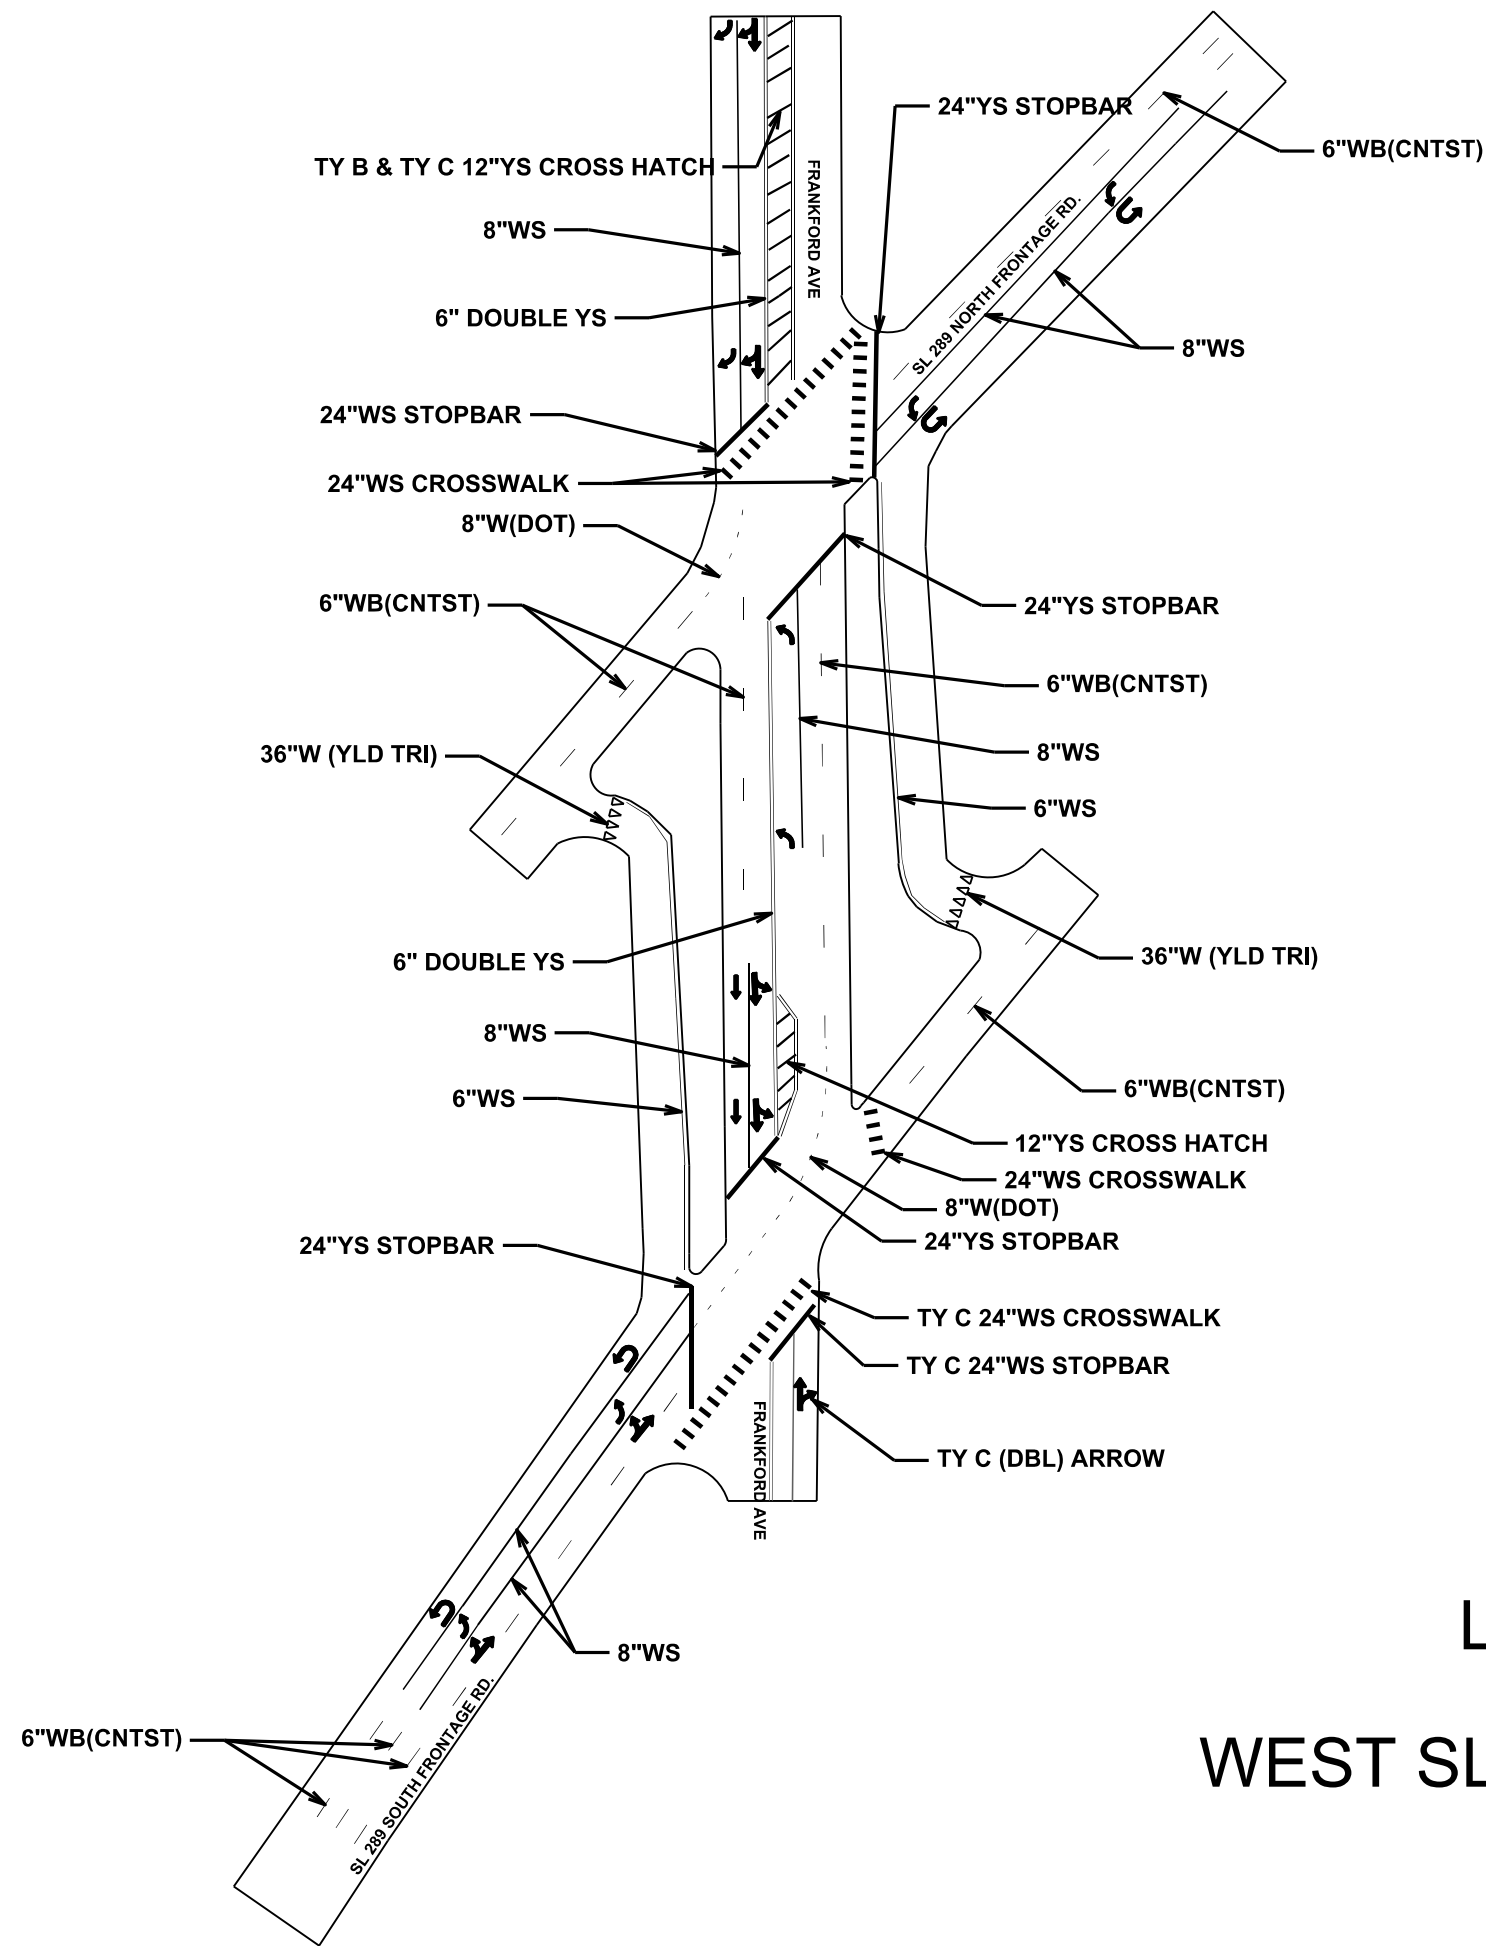 24"YS STOPBAR
6"WB(CNTST)
TY B & TY C 12"YS CROSS HATCH
FRANKFORD AVE
8"WS
SL 289 NORTH FRONTAGE RD.
6" DOUBLE YS
8"WS
24"WS STOPBAR
24"WS CROSSWALK
8"W(DOT)
6"WB(CNTST)
24"YS STOPBAR
6"WB(CNTST)
36"W (YLD TRI)
8"WS
6"WS
6" DOUBLE YS
36"W (YLD TRI)
8"WS
6"WS
6"WB(CNTST)
12"YS CROSS HATCH
24"WS CROSSWALK
8"W(DOT)
24"YS STOPBAR
24"YS STOPBAR
TY C 24"WS CROSSWALK
TY C 24"WS STOPBAR
FRANKFORD AVE
TY C (DBL) ARROW
L
8"WS
SL 289 SOUTH FRONTAGE RD.
6"WB(CNTST)
WEST SL